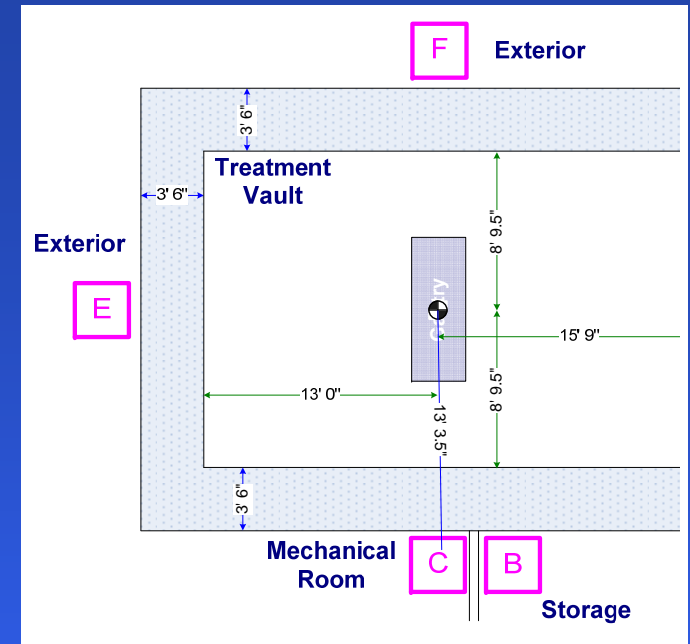 F
Exterior
3' 6"
Treatment
Vault
3' 6"
8' 9.5"
Exterior
E
15' 9"
13' 0"
13' 3.5"
8' 9.5"
3' 6"
Mechanical
Room
C
B
Storage